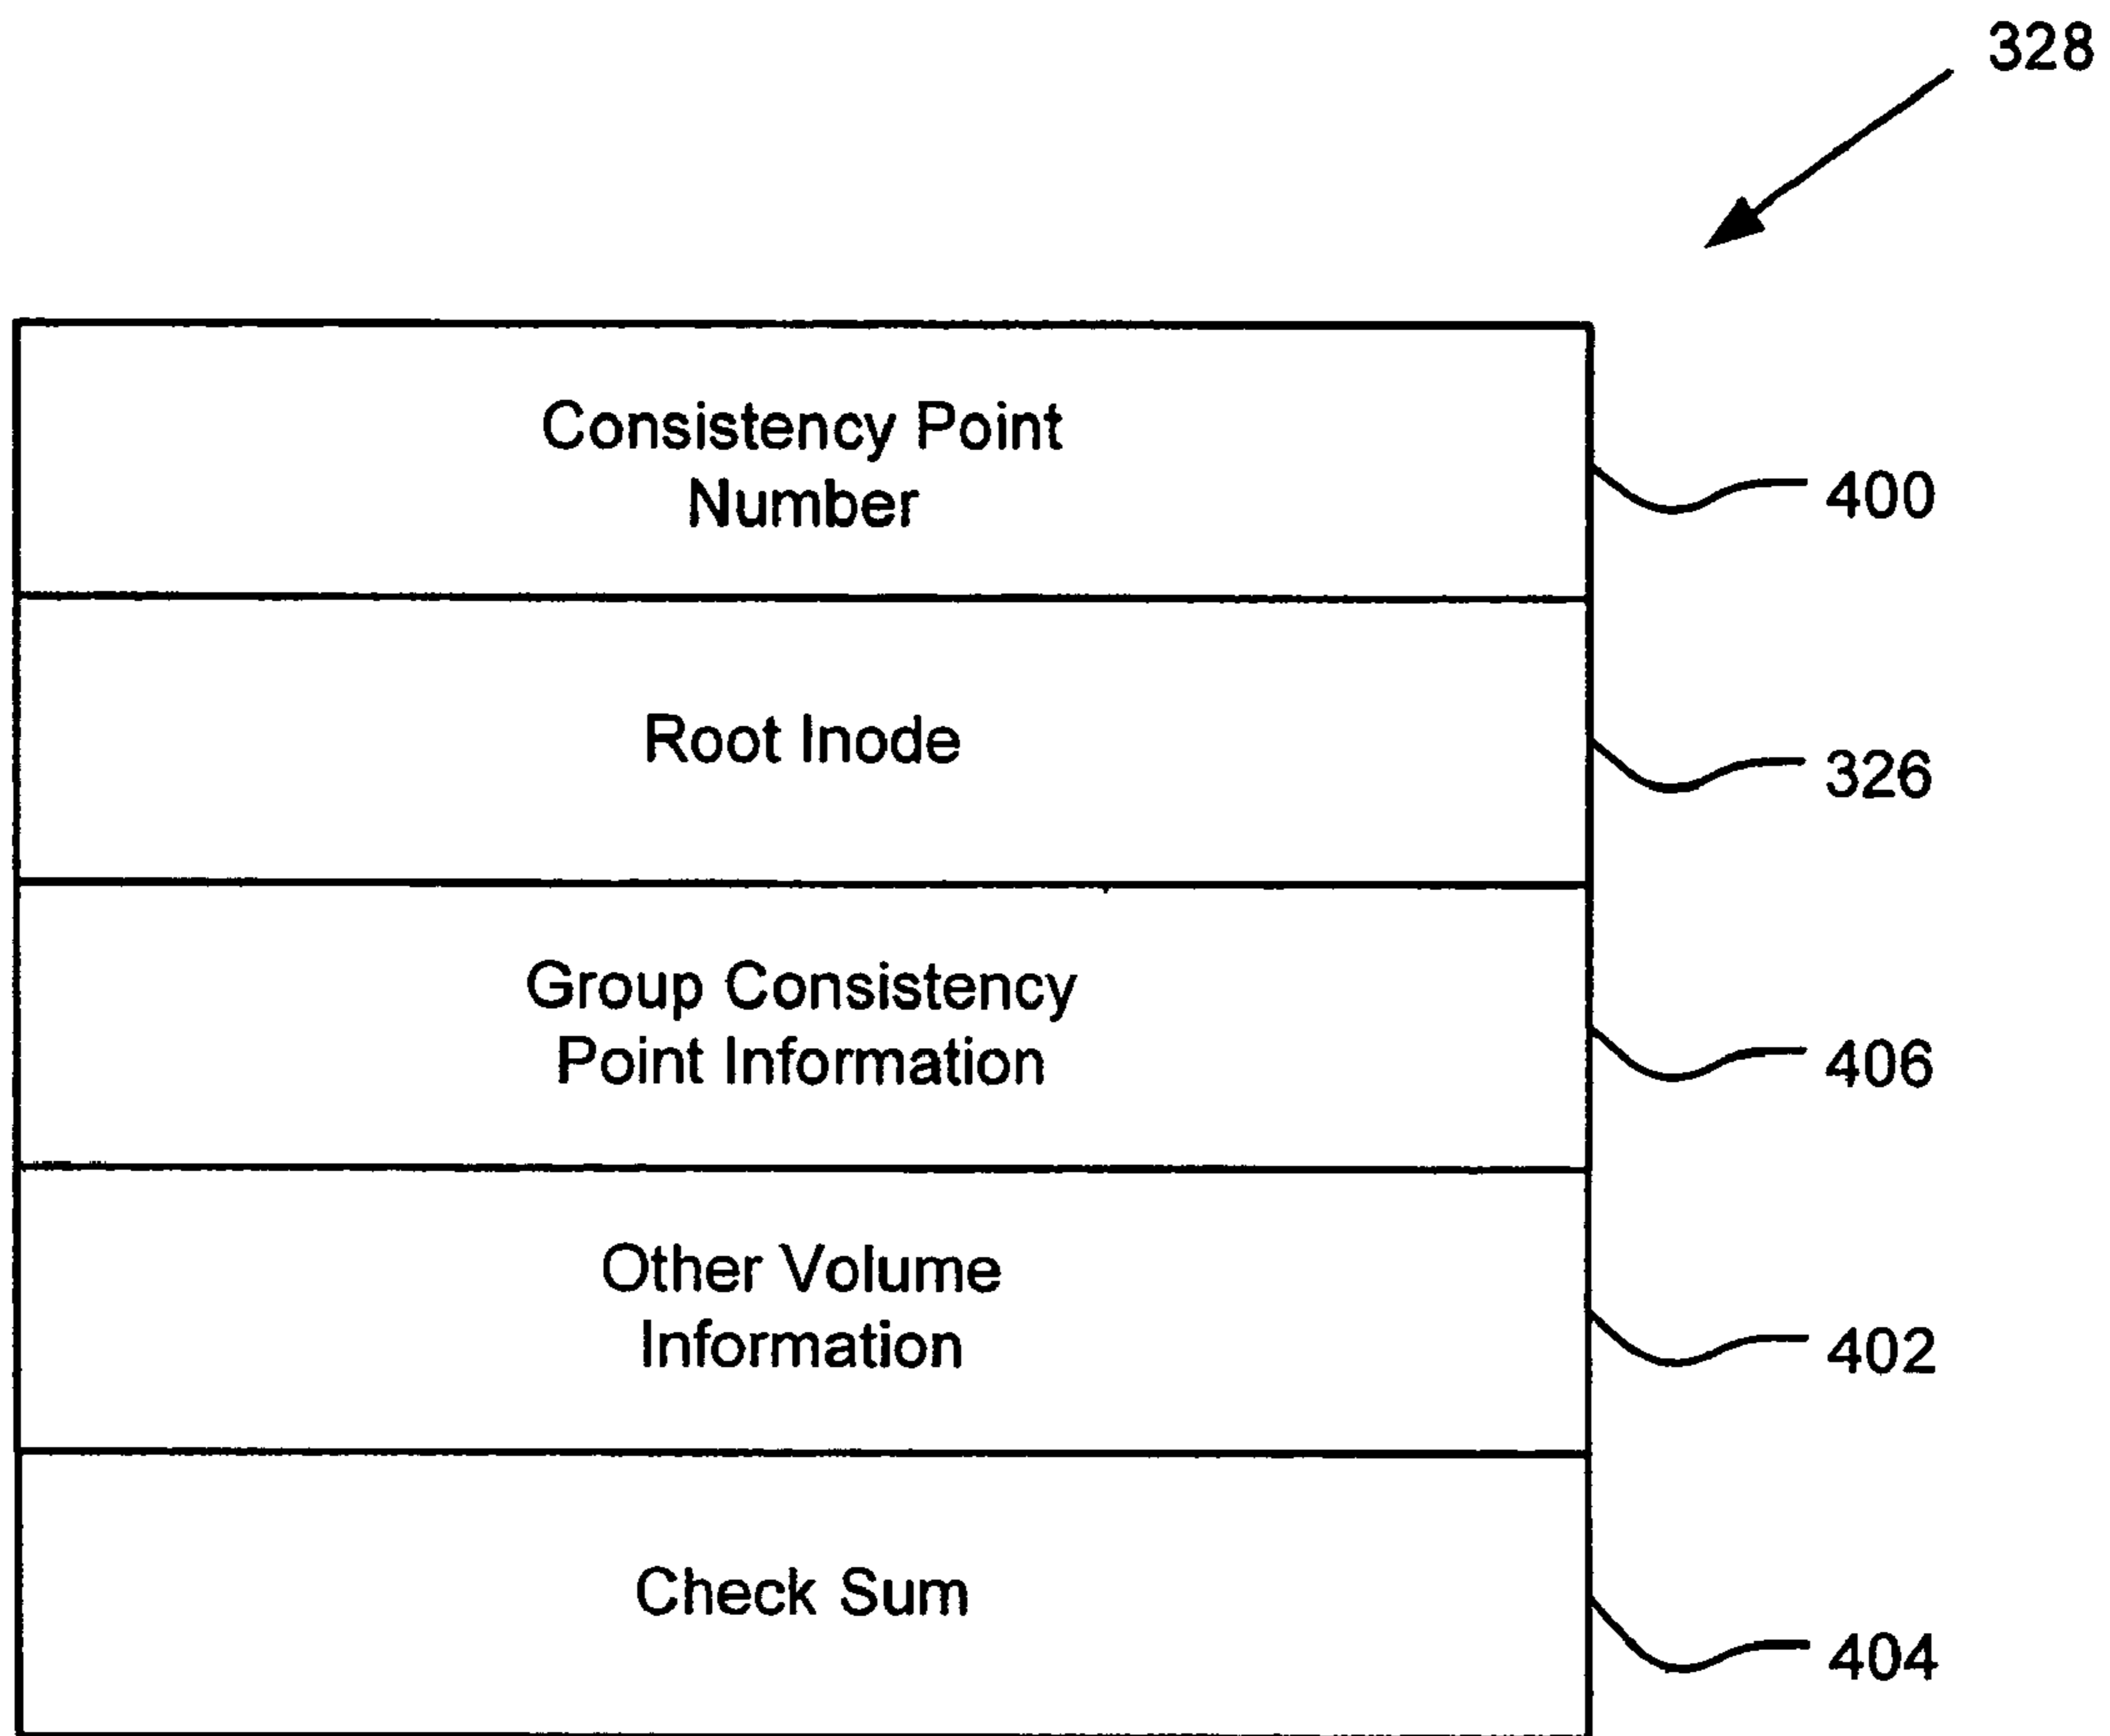 328
Consistency Point
Number
400
Root Inode
326
Group Consistency
Point Information
406
Other Volume
Information
402
Check Sum
404